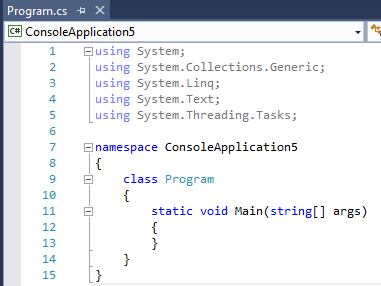 Program.cs
C# ConsoleApplication5
1 using System;
2 using System.Collections.Generic;
3 using System.Linq;
4 using System.Text;
5 using System.Threading.Tasks;
6
7 namespace ConsoleApplication5
8 {
9 class Program
10 {
11 static void Main(string[] args)
12 {
13 }
14 }
15 }